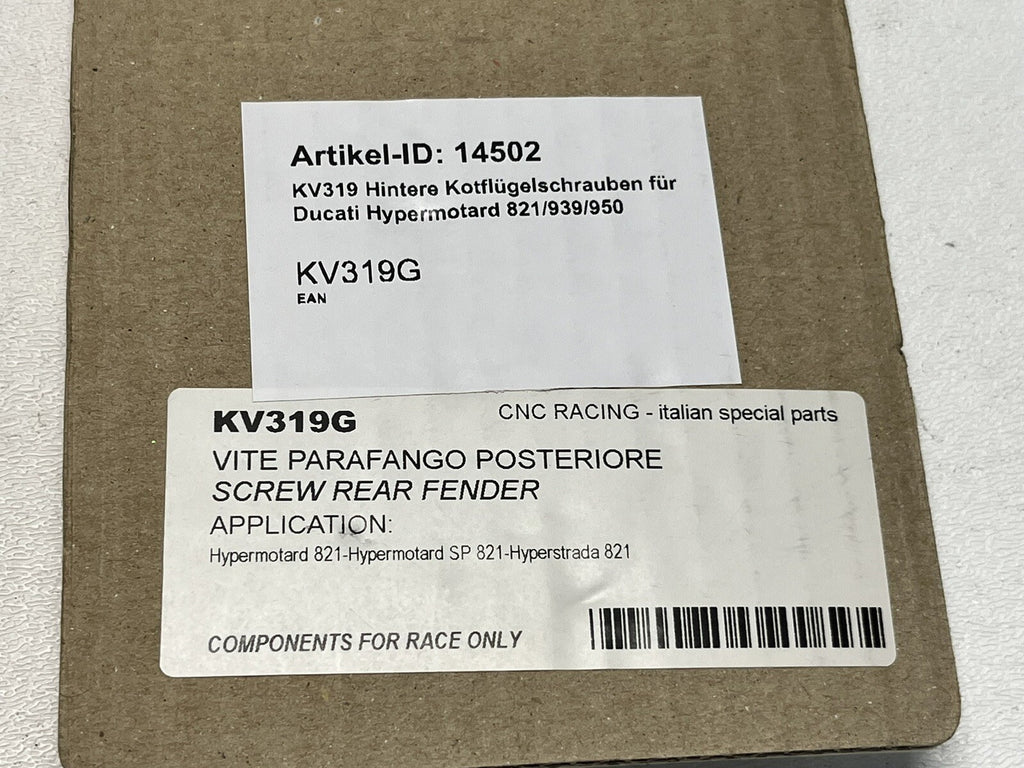 Artikel-ID: 14502
KV319 Hintere Kotflügelschrauben für
Ducati Hypermotard 821/939/950
KV319G
EAN
KV319G
CNC RACING - italian special parts
VITE PARAFANGO POSTERIORE
SCREW REAR FENDER
APPLICATION:
Hypermotard 821-Hypermotard SP 821-Hyperstrada 821
COMPONENTS FOR RACE ONLY